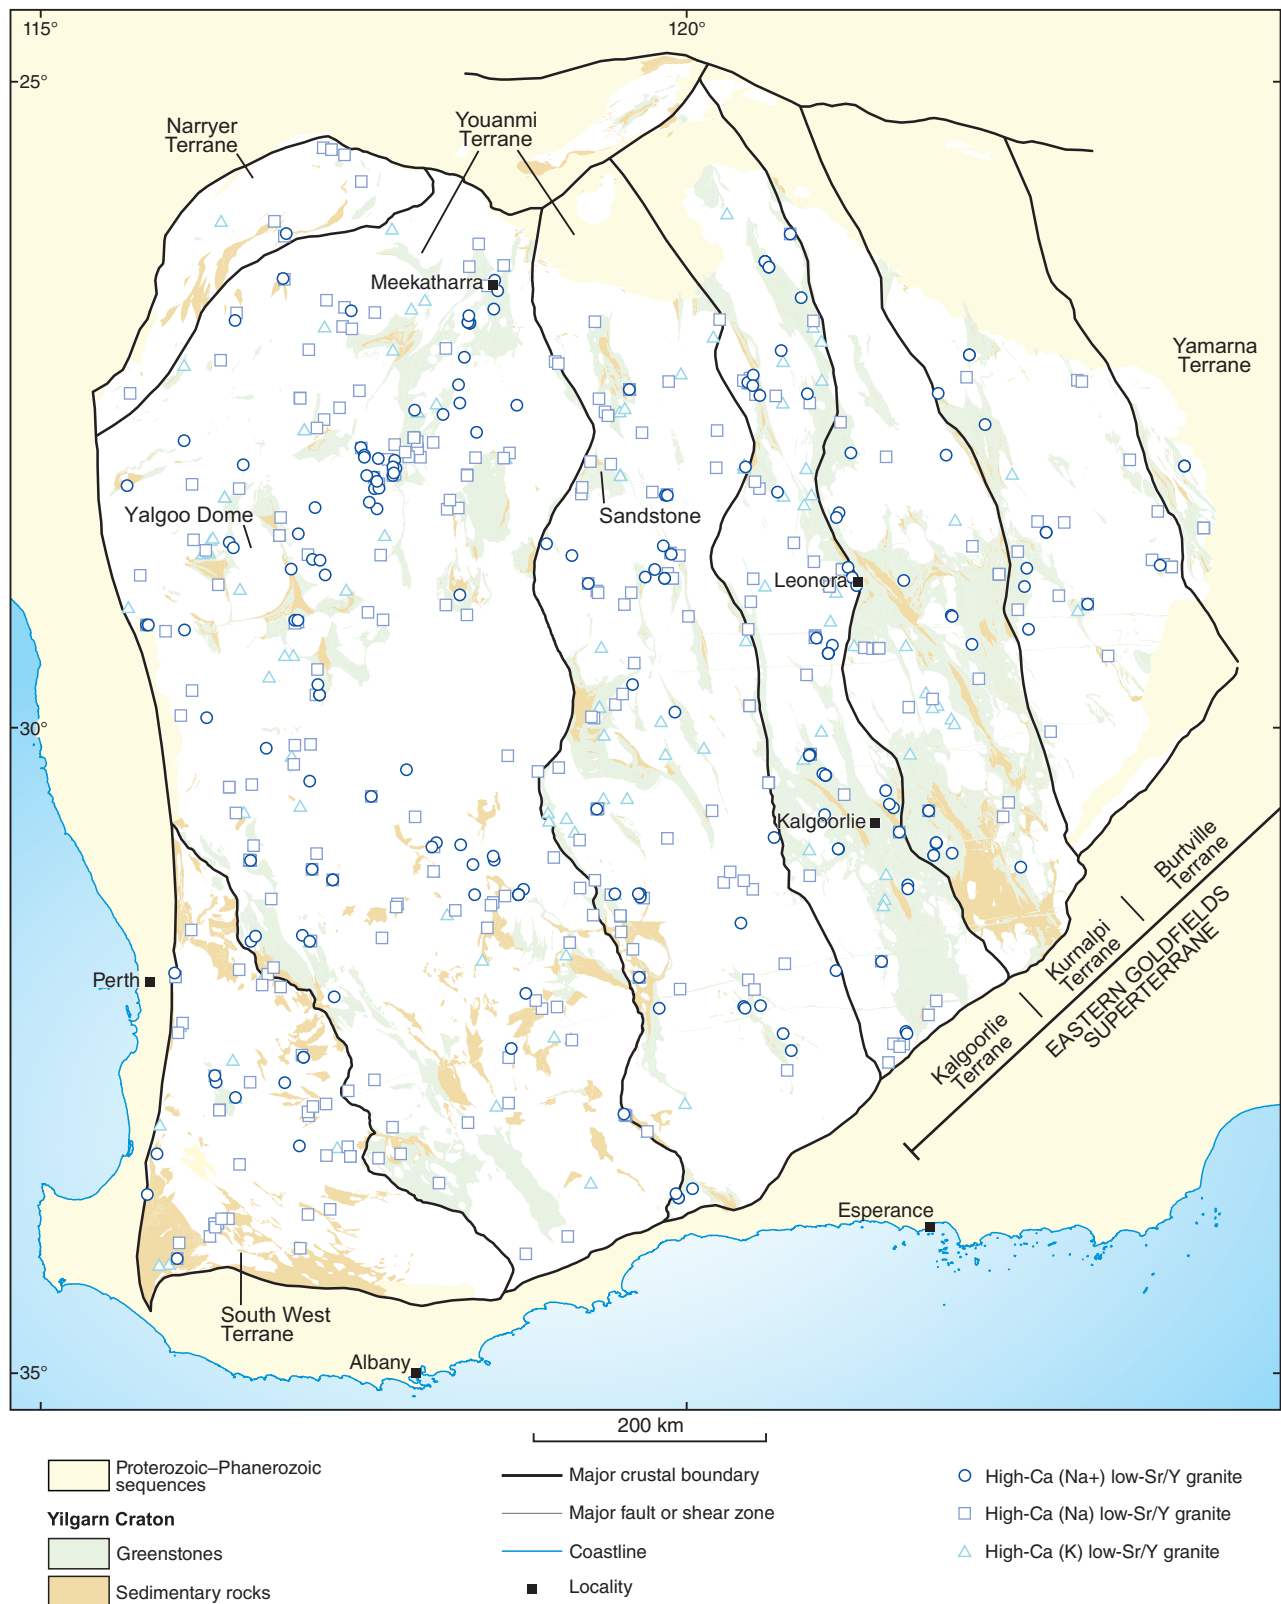 115°
120°
25°
Narryer
Terrane
Youanmi
Terrane
Meekatharra
Yamarna
Terrane
Yalgoo Dome
Sandstone
Leonora
30°
Kalgoorlie
Perth
Burtville
Terrane
Kurnalpi
Terrane
Kalgoorlie
Terrane
EASTERN GOLDFIELDS
SUPERTERRANE
Esperance
South West
Terrane
Albany
35°
200 km
Proterozoic–Phanerozoic
sequences
Yilgarn Craton
Greenstones
Sedimentary rocks
Major crustal boundary
Major fault or shear zone
Coastline
Locality
High-Ca (Na+) low-Sr/Y granite
High-Ca (Na) low-Sr/Y granite
High-Ca (K) low-Sr/Y granite